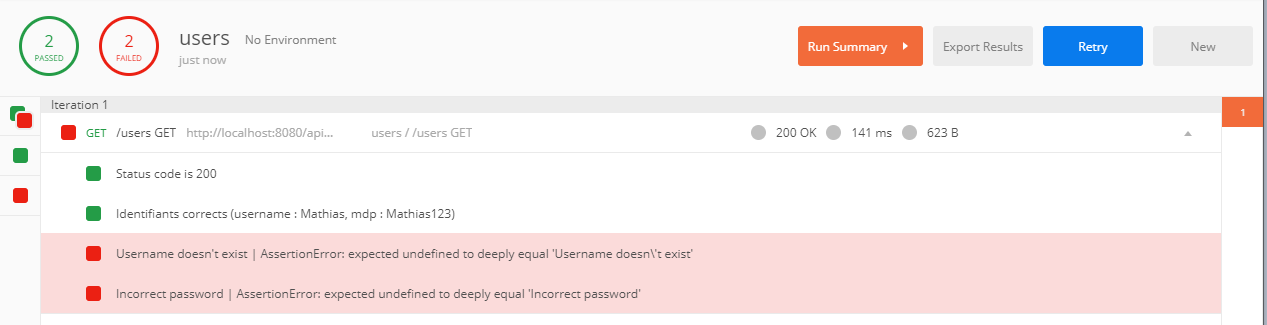 2 PASSED
2 FAILED
users No Environment
just now
Run Summary
Export Results
Retry
New
Iteration 1
1
GET /users GET http://localhost:8080/api... users / /users GET 200 OK 141 ms 623 B
Status code is 200
Identifiants corrects (username : Mathias, mdp : Mathias123)
Username doesn't exist | AssertionError: expected undefined to deeply equal 'Username doesn\'t exist'
Incorrect password | AssertionError: expected undefined to deeply equal 'Incorrect password'